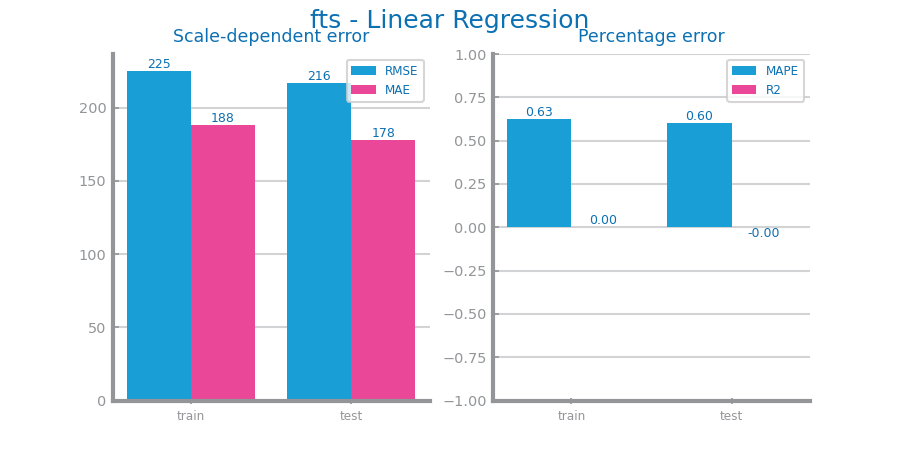 fts - Linear Regression
Scale-dependent error
225
188
216
178
RMSE
MAE
200
150
100
50
0
train
test
Percentage error
0.63
0.00
0.60
-0.00
MAPE
R2
1.00
0.75
0.50
0.25
0.00
−0.25
−0.50
−0.75
−1.00
train
test